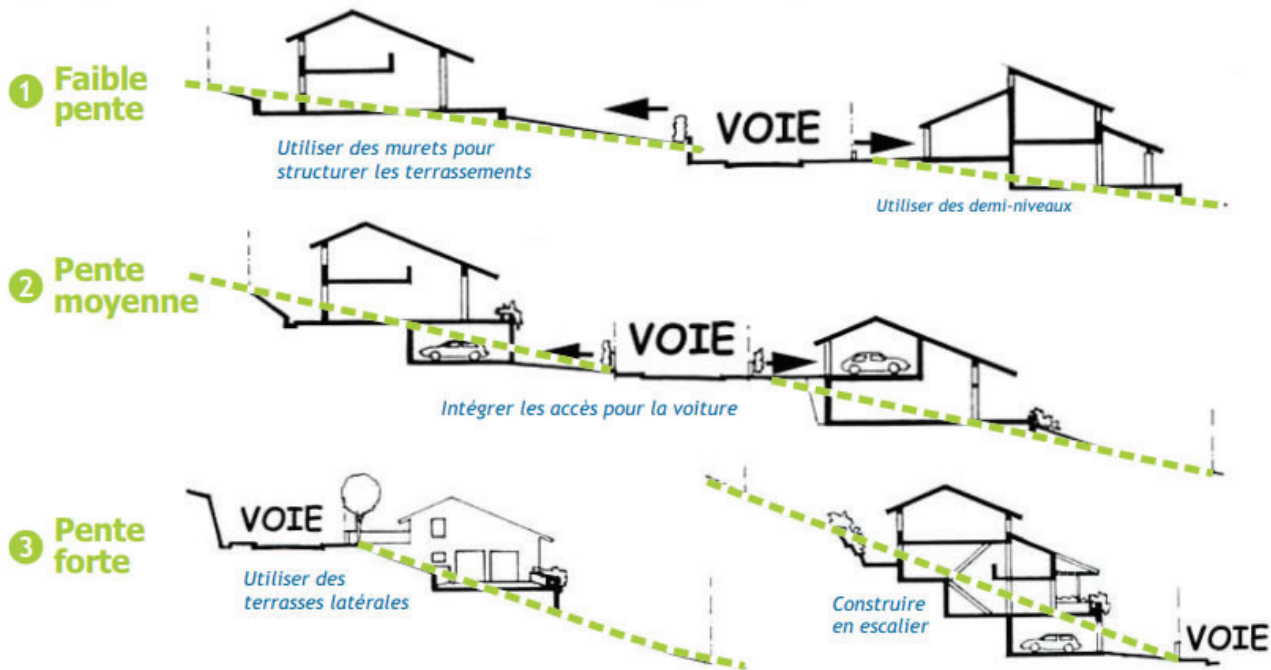 1 Faible
pente
VOIE
Utiliser des murets pour
structurer les terrassements
Utiliser des demi-niveaux
2 Pente
moyenne
VOIE
Intégrer les accès pour la voiture
3 Pente
forte
VOIE
Utiliser des
terrasses latérales
Construire
en escalier
VOIE